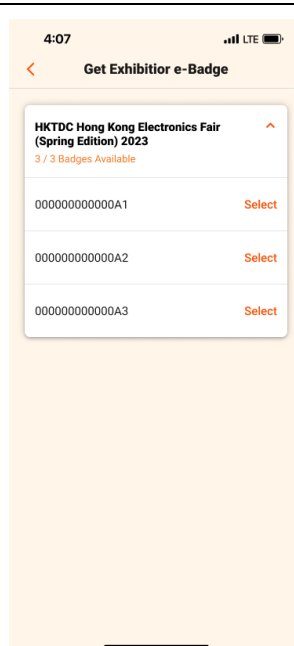 4:07 LTE
Get Exhibitior e-Badge
HKTDC Hong Kong Electronics Fair
(Spring Edition) 2023
3 / 3 Badges Available
000000000000A1 Select
000000000000A2 Select
000000000000A3 Select